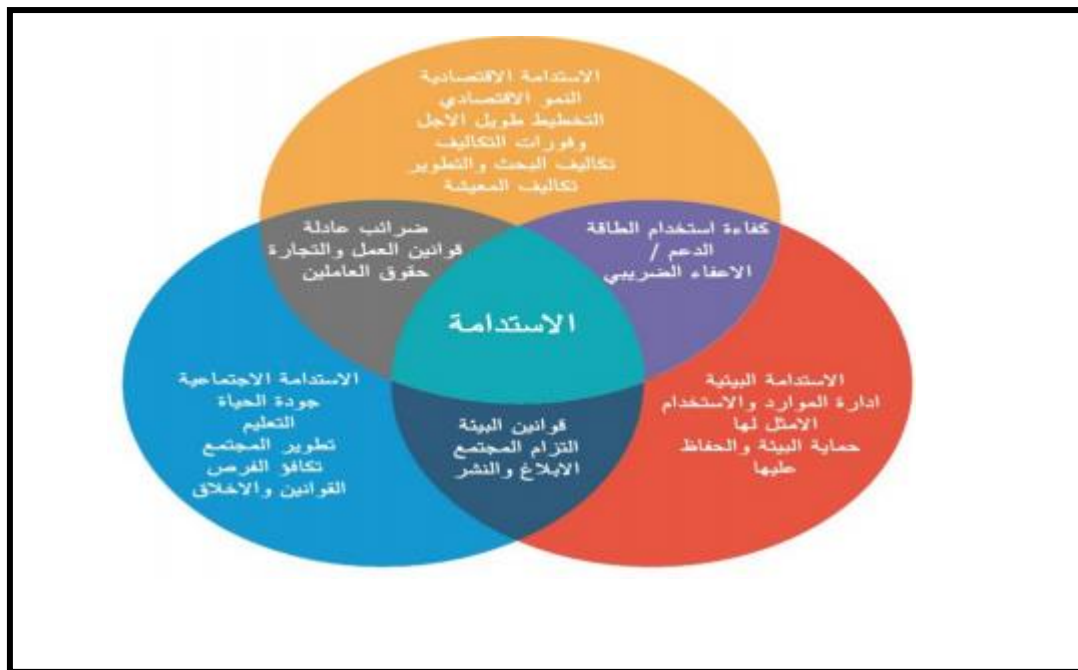 الاستدامة الاقتصادية
النمو الاقتصادي
التخطيط طويل الاجل
وفورات التكاليف
تكاليف البحث والتطوير
تكاليف المعيشة
كفاءة استخدام الطاقة
الدعم /
الاعفاء الضريبي
ضرائب عادلة
قوانين العمل والتجارة
حقوق العاملين
الاستدامة
الاستدامة البيئية
ادارة الموارد والاستخدام
الامثل لها
حماية البيئة والحفاظ
عليها
قوانين البيئة
التزام المجتمع
الابلاغ والنشر
الاستدامة الاجتماعية
جودة الحياة
التعليم
تطوير المجتمع
تكافؤ الفرص
القوانين والاخلاق